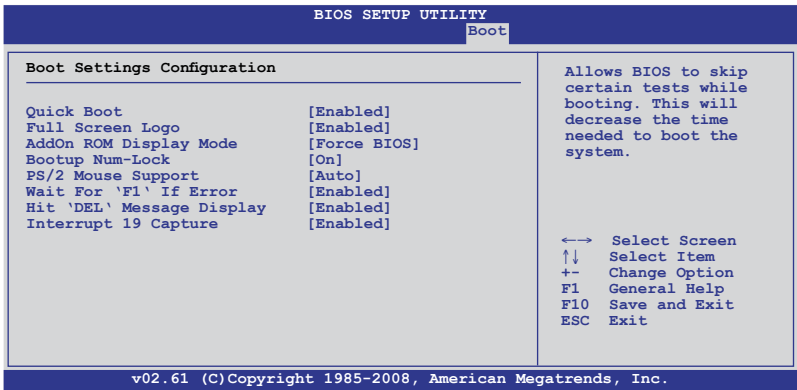 BIOS SETUP UTILITY
Boot
Boot Settings Configuration
Quick Boot [Enabled]
Full Screen Logo [Enabled]
AddOn ROM Display Mode [Force BIOS]
Bootup Num-Lock [On]
PS/2 Mouse Support [Auto]
Wait For ‘F1‘ If Error [Enabled]
Hit ‘DEL‘ Message Display [Enabled]
Interrupt 19 Capture [Enabled]
Allows BIOS to skip
certain tests while
booting. This will
decrease the time
needed to boot the
system.
←→ Select Screen
↑↓ Select Item
+- Change Option
F1 General Help
F10 Save and Exit
ESC Exit
v02.61 (C)Copyright 1985-2008, American Megatrends, Inc.